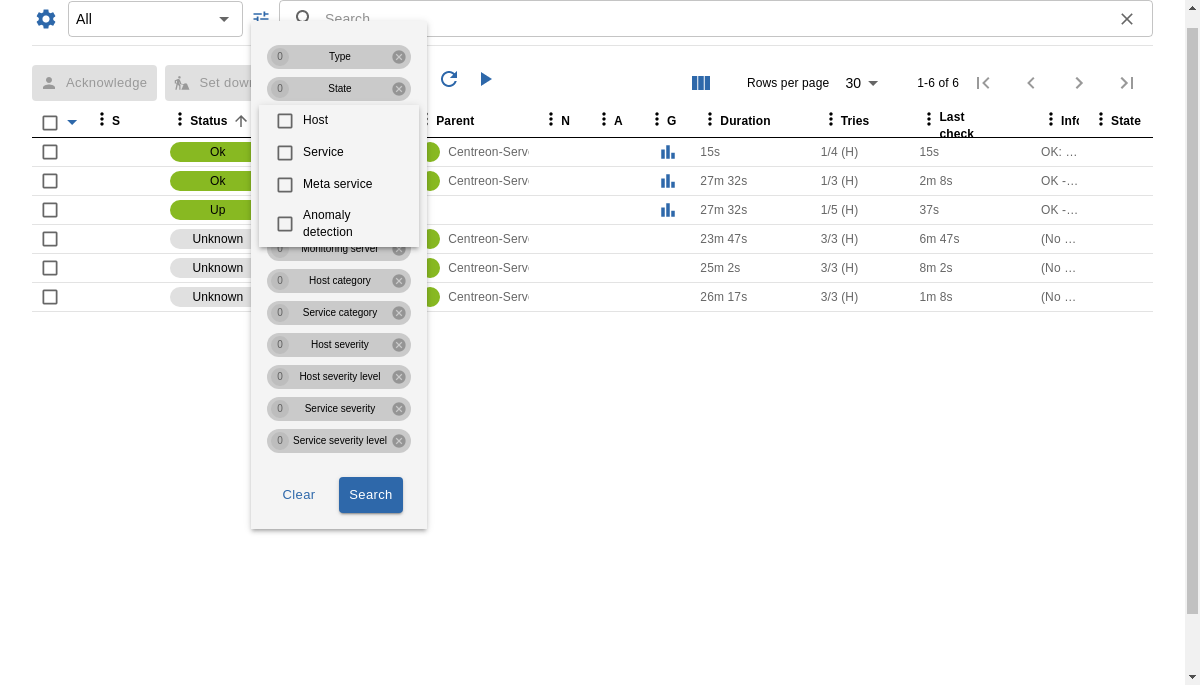 All
Search
0 Type
0 State
Acknowledge
Set down
Rows per page 30 1-6 of 6
S Status Parent N A G Duration Tries Last check Info State
Host
Service
Meta service
Anomaly detection
Ok Centreon-Serv 15s 1/4 (H) 15s OK: ...
Ok Centreon-Serv 27m 32s 1/3 (H) 2m 8s OK -...
Up 27m 32s 1/5 (H) 37s OK -...
Unknown Centreon-Serv 23m 47s 3/3 (H) 6m 47s (No ...
Unknown Centreon-Serv 25m 2s 3/3 (H) 8m 2s (No ...
Unknown Centreon-Serv 26m 17s 3/3 (H) 1m 8s (No ...
Monitoring server
0 Host category
0 Service category
0 Host severity
0 Host severity level
0 Service severity
0 Service severity level
Clear
Search